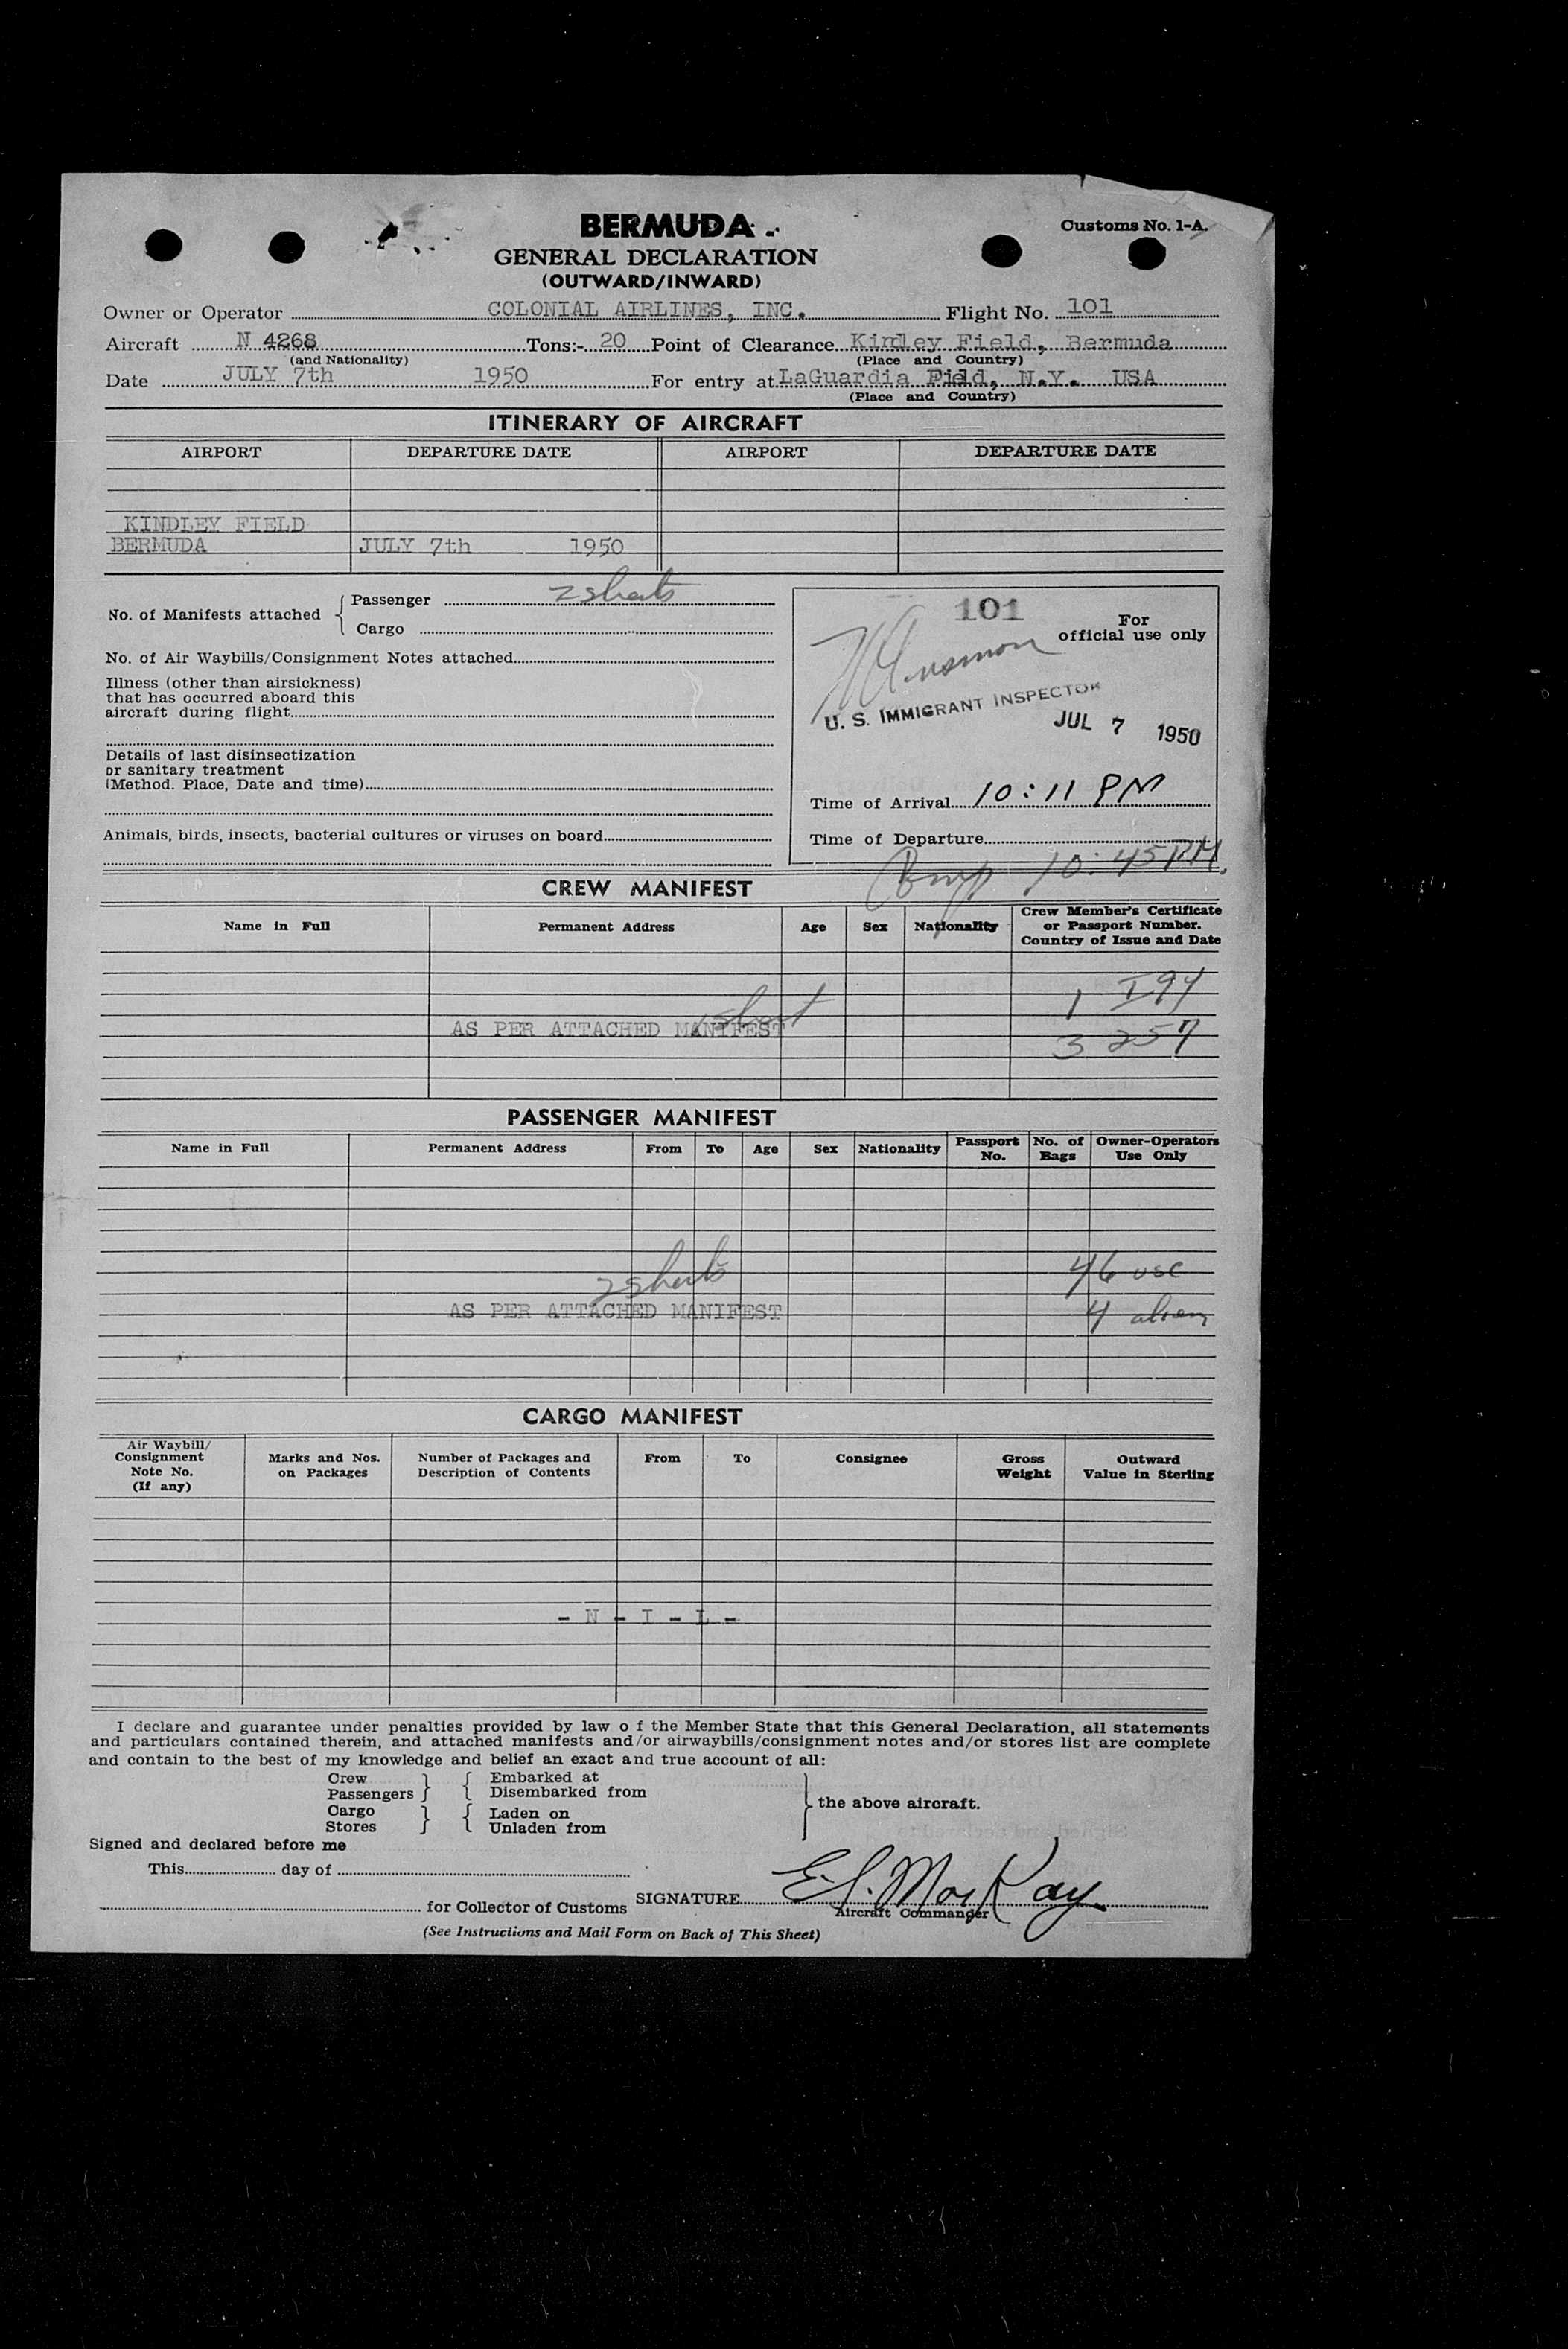 BERMUDA.
Customs No. 1-A.
GENERAL DECLARATION
(OUTWARD/INWARD)
Owner or Operator COLONIAL AIRLINES, INC. Flight No. 101
Aircraft N 4268 Tons:- 20 Point of Clearance Kindley Field, Bermuda
(and Nationality) (Place and Country)
Date JULY 7th 1950 For entry at LaGuardia Field, N.Y. USA
(Place and Country)
ITINERARY OF AIRCRAFT
AIRPORT DEPARTURE DATE AIRPORT DEPARTURE DATE
KINDLEY FIELD
BERMUDA JULY 7th 1950
No. of Manifests attached
Passenger 2 sheets
Cargo
No. of Air Waybills/Consignment Notes attached
Illness (other than airsickness)
that has occurred aboard this
aircraft during flight
Details of last disinsectization
or sanitary treatment
(Method. Place, Date and time)
Animals, birds, insects, bacterial cultures or viruses on board
101
For
official use only
U. S. IMMIGRANT INSPECTOR
JUL 7 1950
Time of Arrival 10:11 PM
Time of Departure
10:45 PM.
CREW MANIFEST
Name in Full Permanent Address Age Sex Nationality Crew Member's Certificate
or Passport Number.
Country of Issue and Date
1 I94
1 sheet
AS PER ATTACHED MANIFEST
3 257
PASSENGER MANIFEST
Name in Full Permanent Address From To Age Sex Nationality Passport No. No. of Bags Owner-Operators Use Only
46 USC
2 sheets
AS PER ATTACHED MANIFEST
4 alien
CARGO MANIFEST
Air Waybill/
Consignment
Note No.
(If any)
Marks and Nos.
on Packages
Number of Packages and
Description of Contents
From To Consignee
Gross
Weight
Outward
Value in Sterling
- N - I - L -
I declare and guarantee under penalties provided by law o f the Member State that this General Declaration, all statements
and particulars contained therein, and attached manifests and/or airwaybills/consignment notes and/or stores list are complete
and contain to the best of my knowledge and belief an exact and true account of all:
Crew Embarked at
Passengers Disembarked from
the above aircraft.
Cargo Laden on
Stores Unladen from
Signed and declared before me
This day of
for Collector of Customs SIGNATURE E. S. MacKay
Aircraft Commander
(See Instructions and Mail Form on Back of This Sheet)